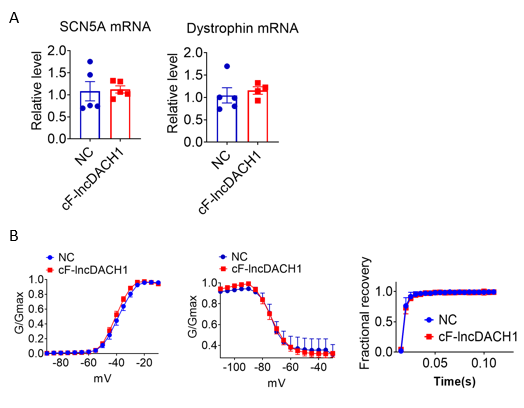 A
SCN5A mRNA
Dystrophin mRNA
Relative level
2.0
1.5
1.0
0.5
0.0
NC
cF-lncDACH1
Relative level
2.0
1.5
1.0
0.5
0.0
NC
cF-lncDACH1
B
NC
cF-lncDACH1
G/Gmax
1.0
0.8
0.6
0.4
0.2
0.0
-80 -60 -40 -20
mV
NC
cF-lncDACH1
G/Gmax
1.0
0.8
0.6
0.4
-100 -80 -60 -40
mV
Fractional recovery
1.0
0.5
0.0
NC
cF-lncDACH1
0.05 0.10
Time(s)